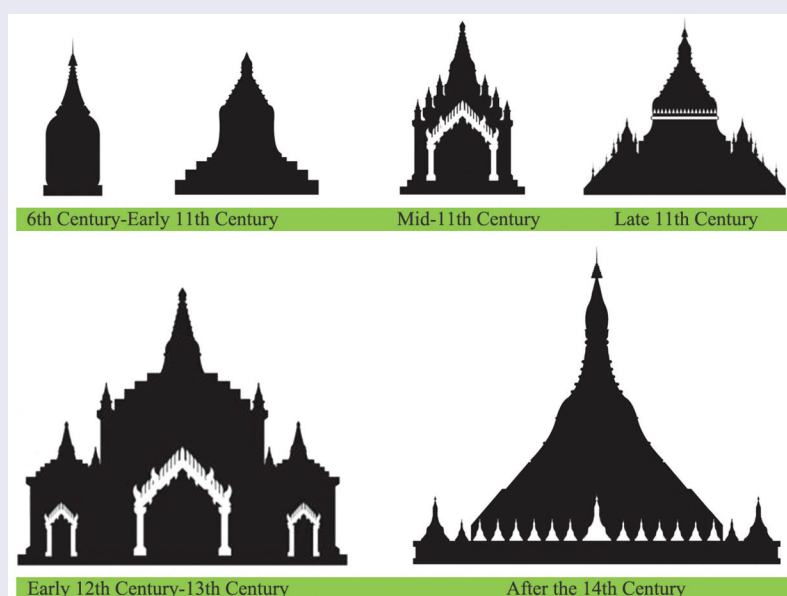 6th Century-Early 11th Century
Mid-11th Century
Late 11th Century
Early 12th Century-13th Century
After the 14th Century